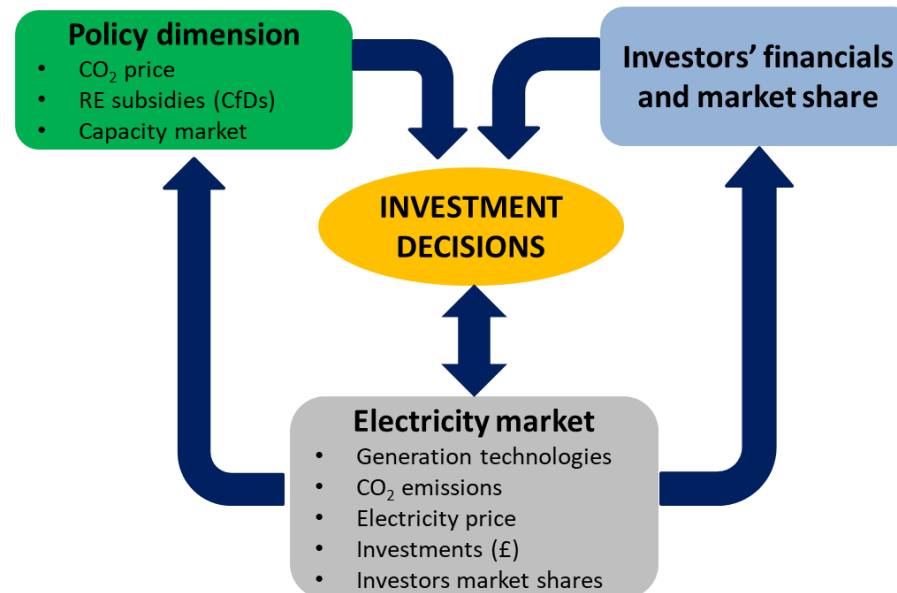 Policy dimension
• CO₂ price
• RE subsidies (CfDs)
• Capacity market
Investors’ financials
and market share
INVESTMENT
DECISIONS
Electricity market
• Generation technologies
• CO₂ emissions
• Electricity price
• Investments (£)
• Investors market shares